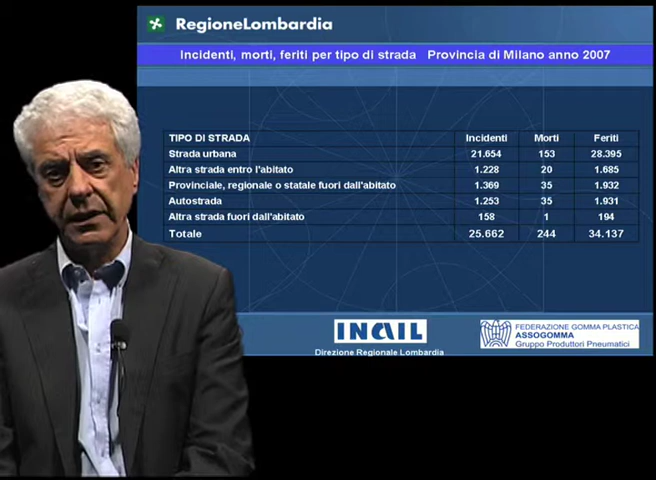 RegioneLombardia
Incidenti, morti, feriti per tipo di strada Provincia di Milano anno 2007
TIPO DI STRADA Incidenti Morti Feriti
Strada urbana 21.654 153 28.395
Altra strada entro l'abitato 1.228 20 1.685
Provinciale, regionale o statale fuori dall'abitato 1.369 35 1.932
Autostrada 1.253 35 1.931
Altra strada fuori dall'abitato 158 1 194
Totale 25.662 244 34.137
INAIL
Direzione Regionale Lombardia
FEDERAZIONE GOMMA PLASTICA
ASSOGOMMA
Gruppo Produttori Pneumatici